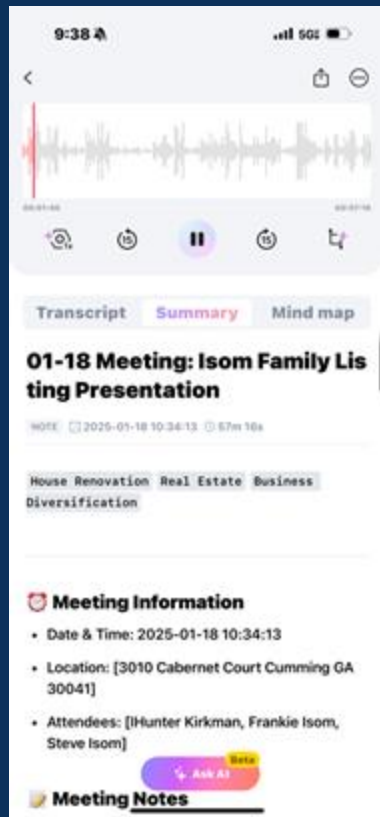 9:38
5G
15
15
Transcript Summary Mind map
01-18 Meeting: Isom Family Lis
ting Presentation
NOTE 2025-01-18 10:34:13 57m 16s
House Renovation Real Estate Business
Diversification
⏰ Meeting Information
• Date & Time: 2025-01-18 10:34:13
• Location: [3010 Cabernet Court Cumming GA
30041]
• Attendees: [IHunter Kirkman, Frankie Isom,
Steve Isom]
Beta
Ask AI
📝 Meeting Notes